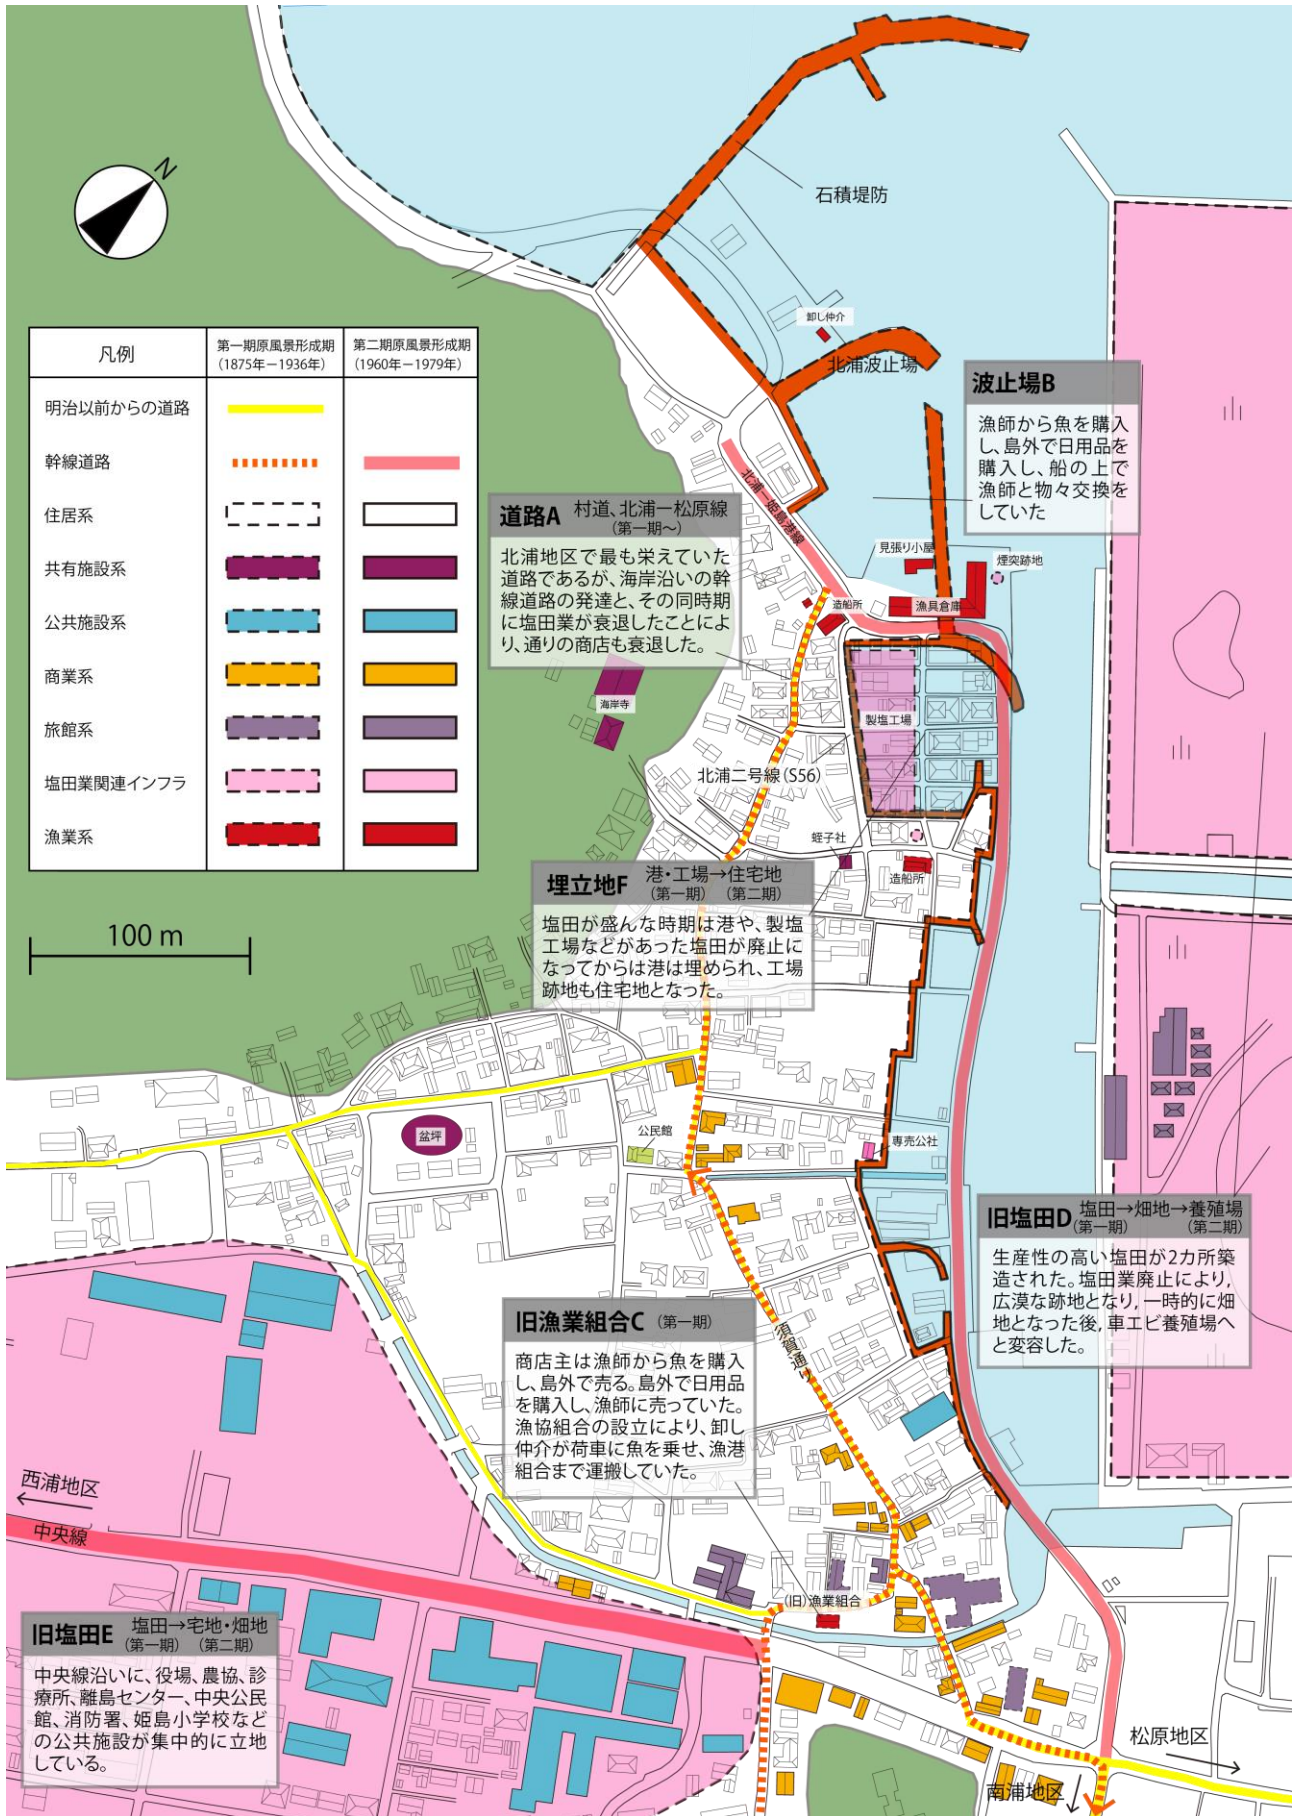 N
石積堤防
卸し仲介
北浦波止場
凡例
第一期原風景形成期
(1875年－1936年)
第二期原風景形成期
(1960年－1979年)
明治以前からの道路
幹線道路
住居系
共有施設系
公共施設系
商業系
旅館系
塩田業関連インフラ
漁業系
100 m
波止場B
漁師から魚を購入
し、島外で日用品を
購入し、船の上で
漁師と物々交換を
していた
道路A 村道、北浦ー松原線
(第一期〜)
北浦地区で最も栄えていた
道路であるが、海岸沿いの幹
線道路の発達と、その同時期
に塩田業が衰退したことによ
り、通りの商店も衰退した。
北浦ー姫島港線
見張り小屋
煙突跡地
造船所
漁具倉庫
海岸寺
製塩工場
北浦二号線(S56)
蛭子社
造船所
埋立地F 港・工場→住宅地
(第一期) (第二期)
塩田が盛んな時期は港や、製塩
工場などがあった塩田が廃止に
なってからは港は埋められ、工場
跡地も住宅地となった。
盆坪
公民館
専売公社
旧塩田D 塩田→畑地→養殖場
(第一期) (第二期)
生産性の高い塩田が2カ所築
造された。塩田業廃止により,
広漠な跡地となり,一時的に畑
地となった後,車エビ養殖場へ
と変容した。
旧漁業組合C (第一期)
商店主は漁師から魚を購入
し、島外で売る。島外で日用品
を購入し、漁師に売っていた。
漁協組合の設立により、卸し
仲介が荷車に魚を乗せ、漁港
組合まで運搬していた。
須賀通り
西浦地区
中央線
(旧)漁業組合
旧塩田E 塩田→宅地・畑地
(第一期) (第二期)
中央線沿いに、役場、農協、診
療所、離島センター、中央公民
館、消防署、姫島小学校など
の公共施設が集中的に立地
している。
松原地区
南浦地区